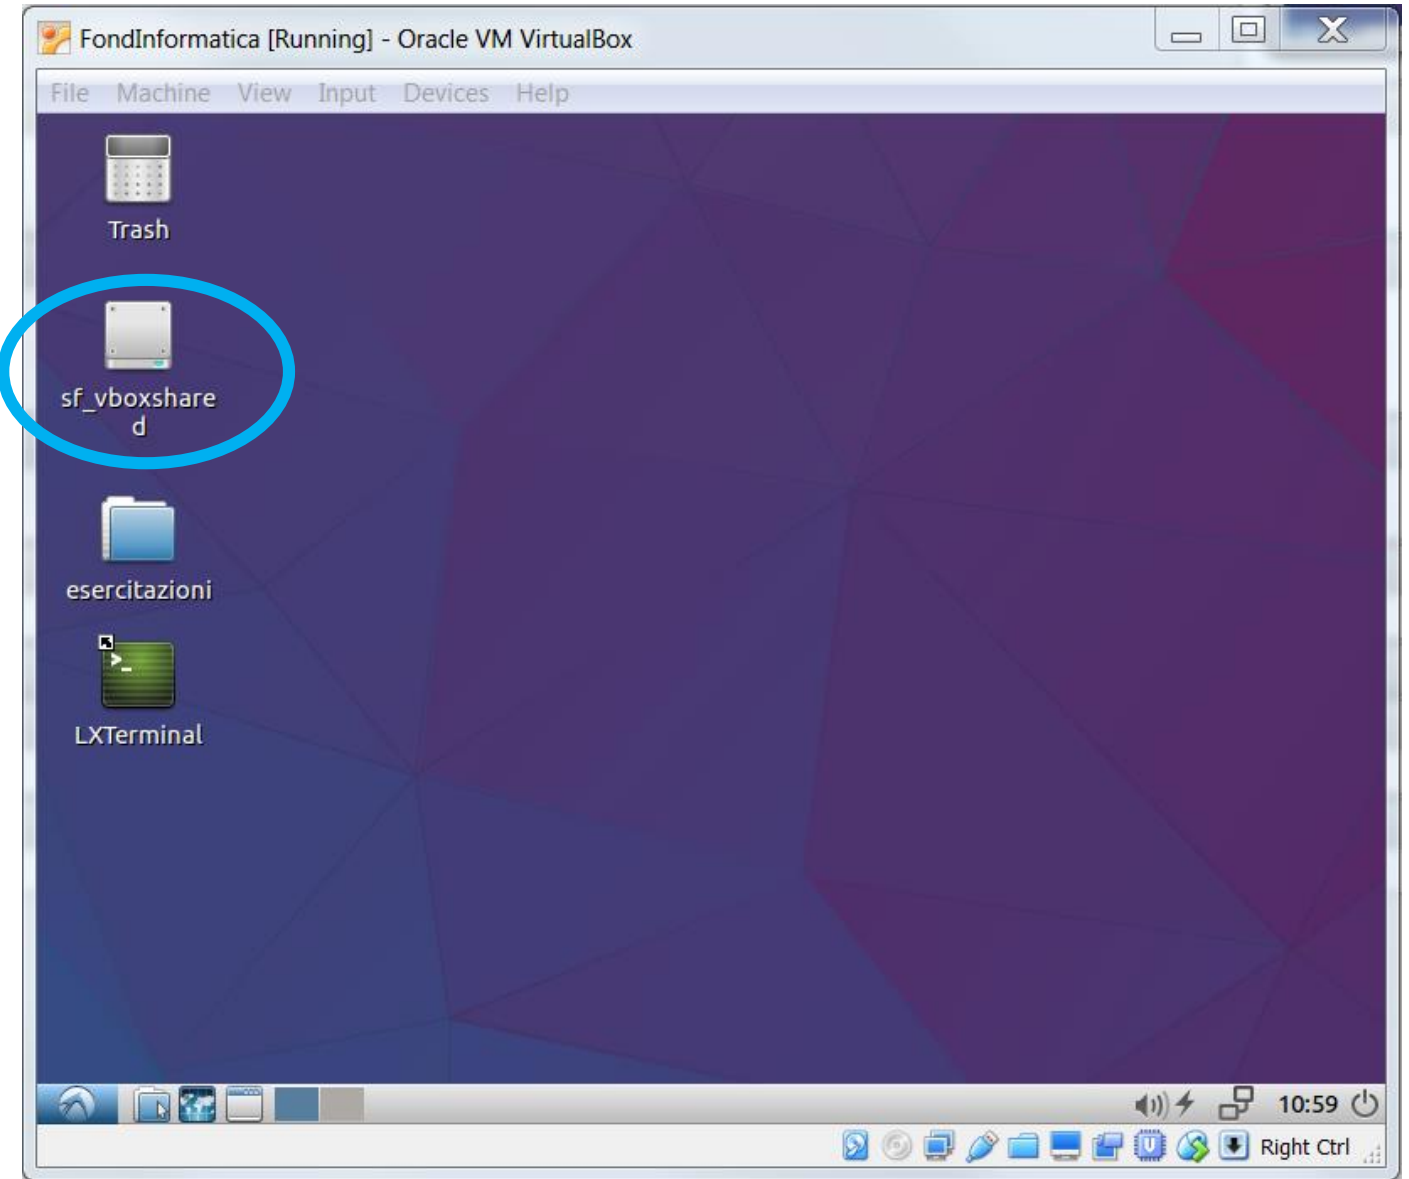 FondInformatica [Running] - Oracle VM VirtualBox
File Machine View Input Devices Help
Trash
sf_vboxshare
d
esercitazioni
>_
LXTerminal
10:59
Right Ctrl